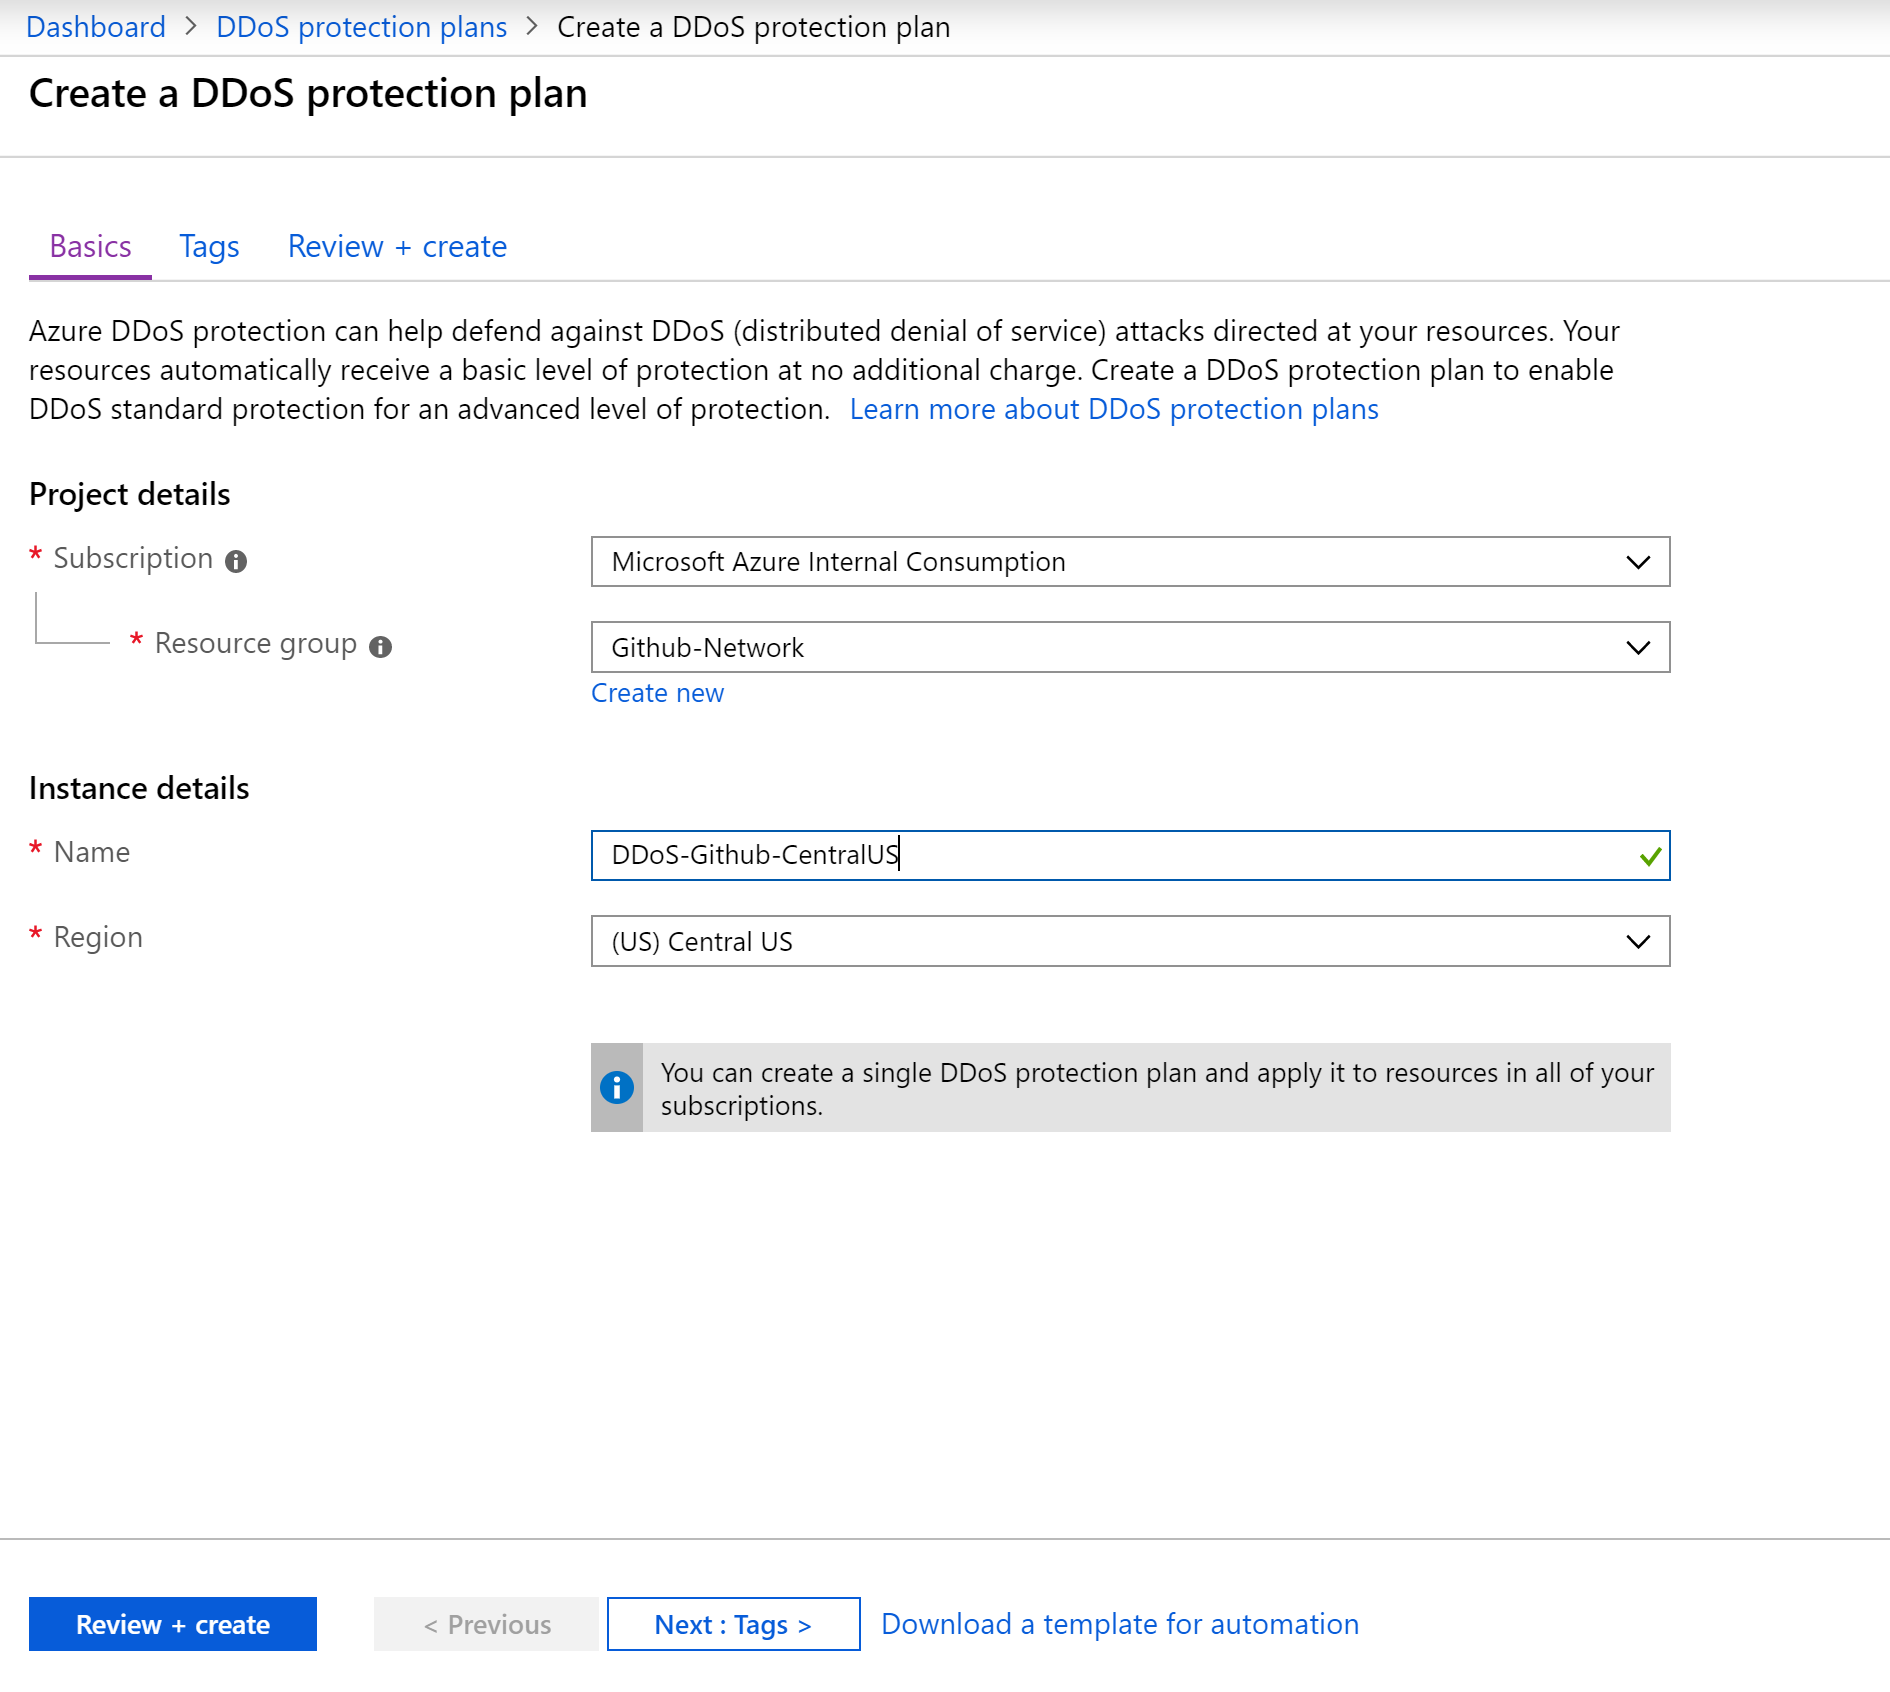 Dashboard > DDoS protection plans > Create a DDoS protection plan
Create a DDoS protection plan
Basics Tags Review + create
Azure DDoS protection can help defend against DDoS (distributed denial of service) attacks directed at your resources. Your
resources automatically receive a basic level of protection at no additional charge. Create a DDoS protection plan to enable
DDoS standard protection for an advanced level of protection. Learn more about DDoS protection plans
Project details
* Subscription
Microsoft Azure Internal Consumption
* Resource group
Github-Network
Create new
Instance details
* Name
DDoS-Github-CentralUS
* Region
(US) Central US
You can create a single DDoS protection plan and apply it to resources in all of your
subscriptions.
Review + create < Previous Next : Tags > Download a template for automation